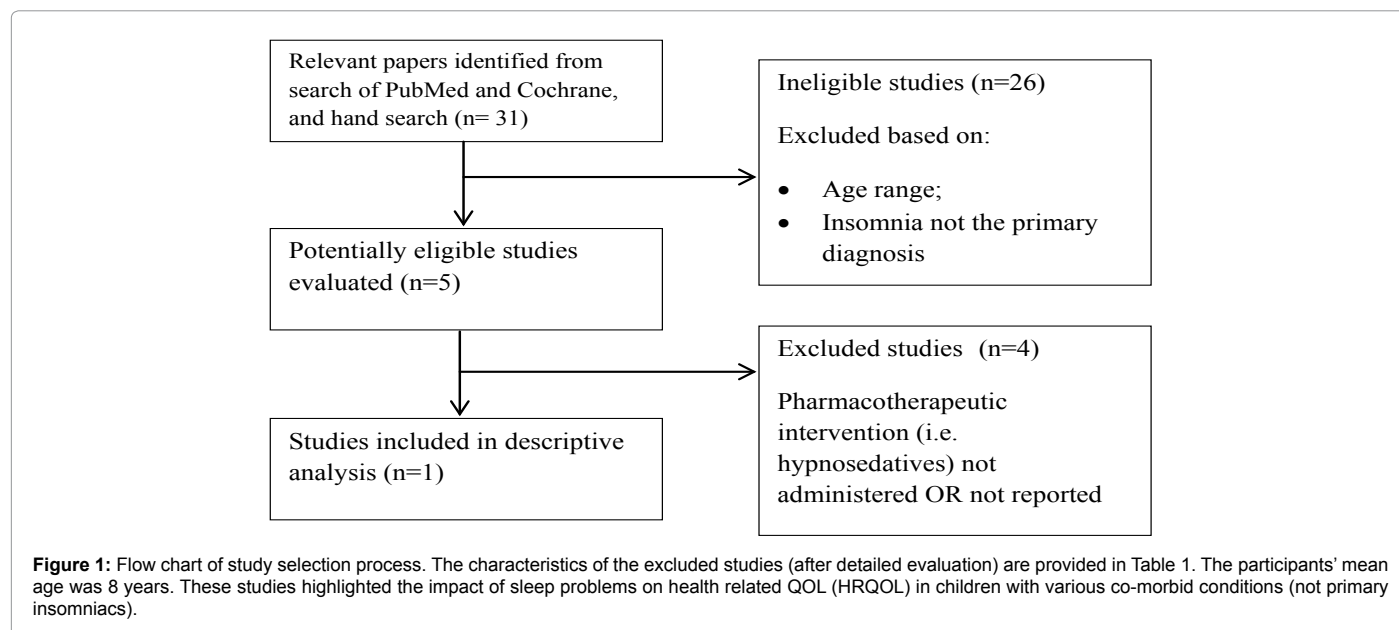 Relevant papers identified from
search of PubMed and Cochrane,
and hand search (n= 31)
Ineligible studies (n=26)
Excluded based on:
• Age range;
• Insomnia not the primary
diagnosis
Potentially eligible studies
evaluated (n=5)
Excluded studies (n=4)
Pharmacotherapeutic
intervention (i.e.
hypnosedatives) not
administered OR not reported
Studies included in descriptive
analysis (n=1)
Figure 1: Flow chart of study selection process. The characteristics of the excluded studies (after detailed evaluation) are provided in Table 1. The participants' mean
age was 8 years. These studies highlighted the impact of sleep problems on health related QOL (HRQOL) in children with various co-morbid conditions (not primary
insomniacs).